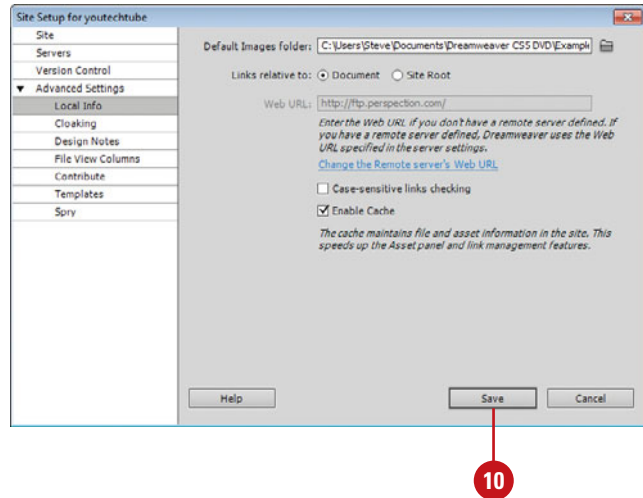 Site Setup for youtechtube
Site
Servers
Version Control
Advanced Settings
Local Info
Cloaking
Design Notes
File View Columns
Contribute
Templates
Spry
Default Images folder: C:\Users\Steve\Documents\Dreamweaver CS5 DVD\Exampl
Links relative to: Document Site Root
Web URL: http://ftp.perspection.com/
Enter the Web URL if you don't have a remote server defined. If
you have a remote server defined, Dreamweaver uses the Web
URL specified in the server settings.
Change the Remote server's Web URL
Case-sensitive links checking
Enable Cache
The cache maintains file and asset information in the site. This
speeds up the Asset panel and link management features.
Help Save Cancel
10